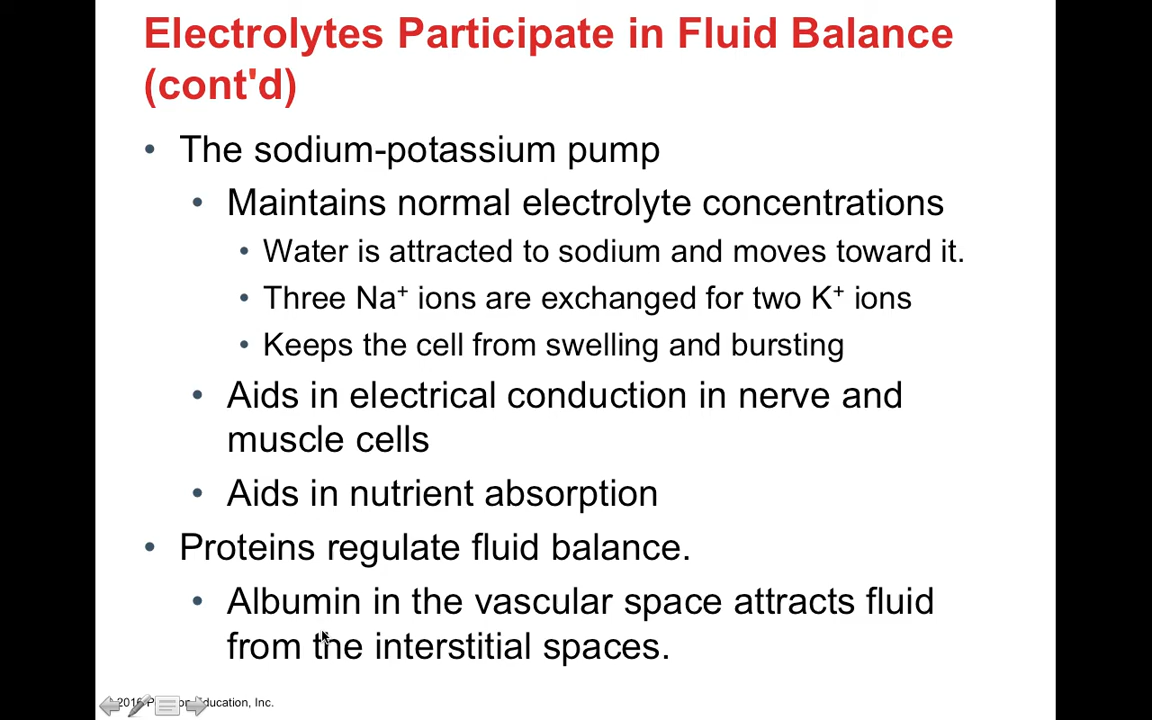 Electrolytes Participate in Fluid Balance
(cont'd)
• The sodium-potassium pump
• Maintains normal electrolyte concentrations
• Water is attracted to sodium and moves toward it.
• Three Na⁺ ions are exchanged for two K⁺ ions
• Keeps the cell from swelling and bursting
• Aids in electrical conduction in nerve and
muscle cells
• Aids in nutrient absorption
• Proteins regulate fluid balance.
• Albumin in the vascular space attracts fluid
from the interstitial spaces.
2016 Education, Inc.